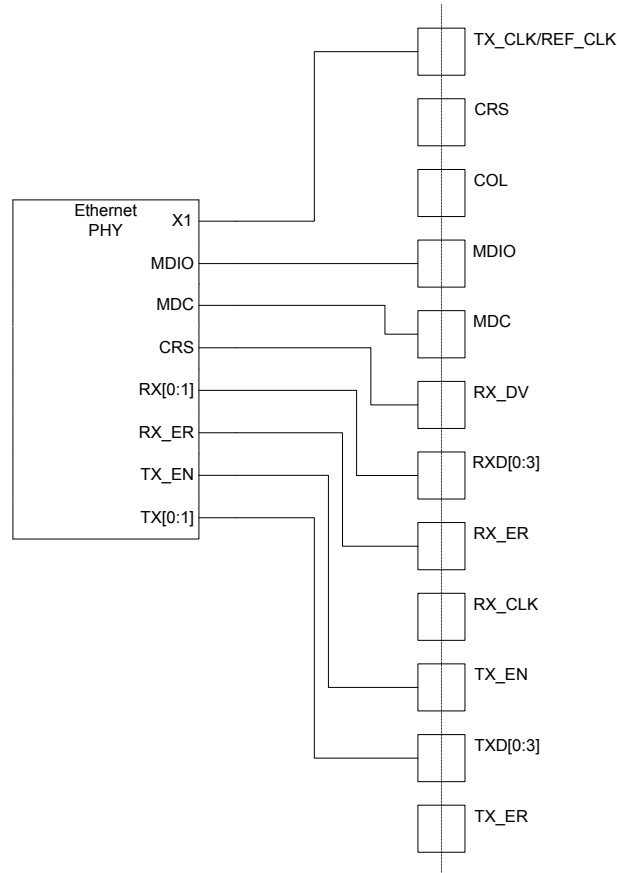 TX_CLK/REF_CLK
CRS
COL
MDIO
MDC
RX_DV
RXD[0:3]
RX_ER
RX_CLK
TX_EN
TXD[0:3]
TX_ER
Ethernet
PHY
X1
MDIO
MDC
CRS
RX[0:1]
RX_ER
TX_EN
TX[0:1]